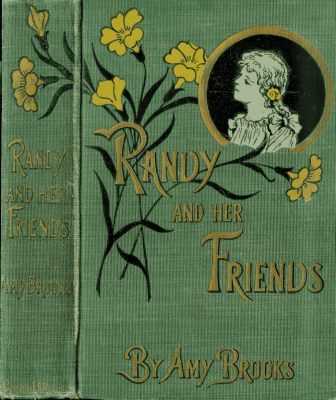 RANDY
AND HER
FRIENDS
AMY BROOKS
RANDY
AND HER
FRIENDS
BY AMY BROOKS